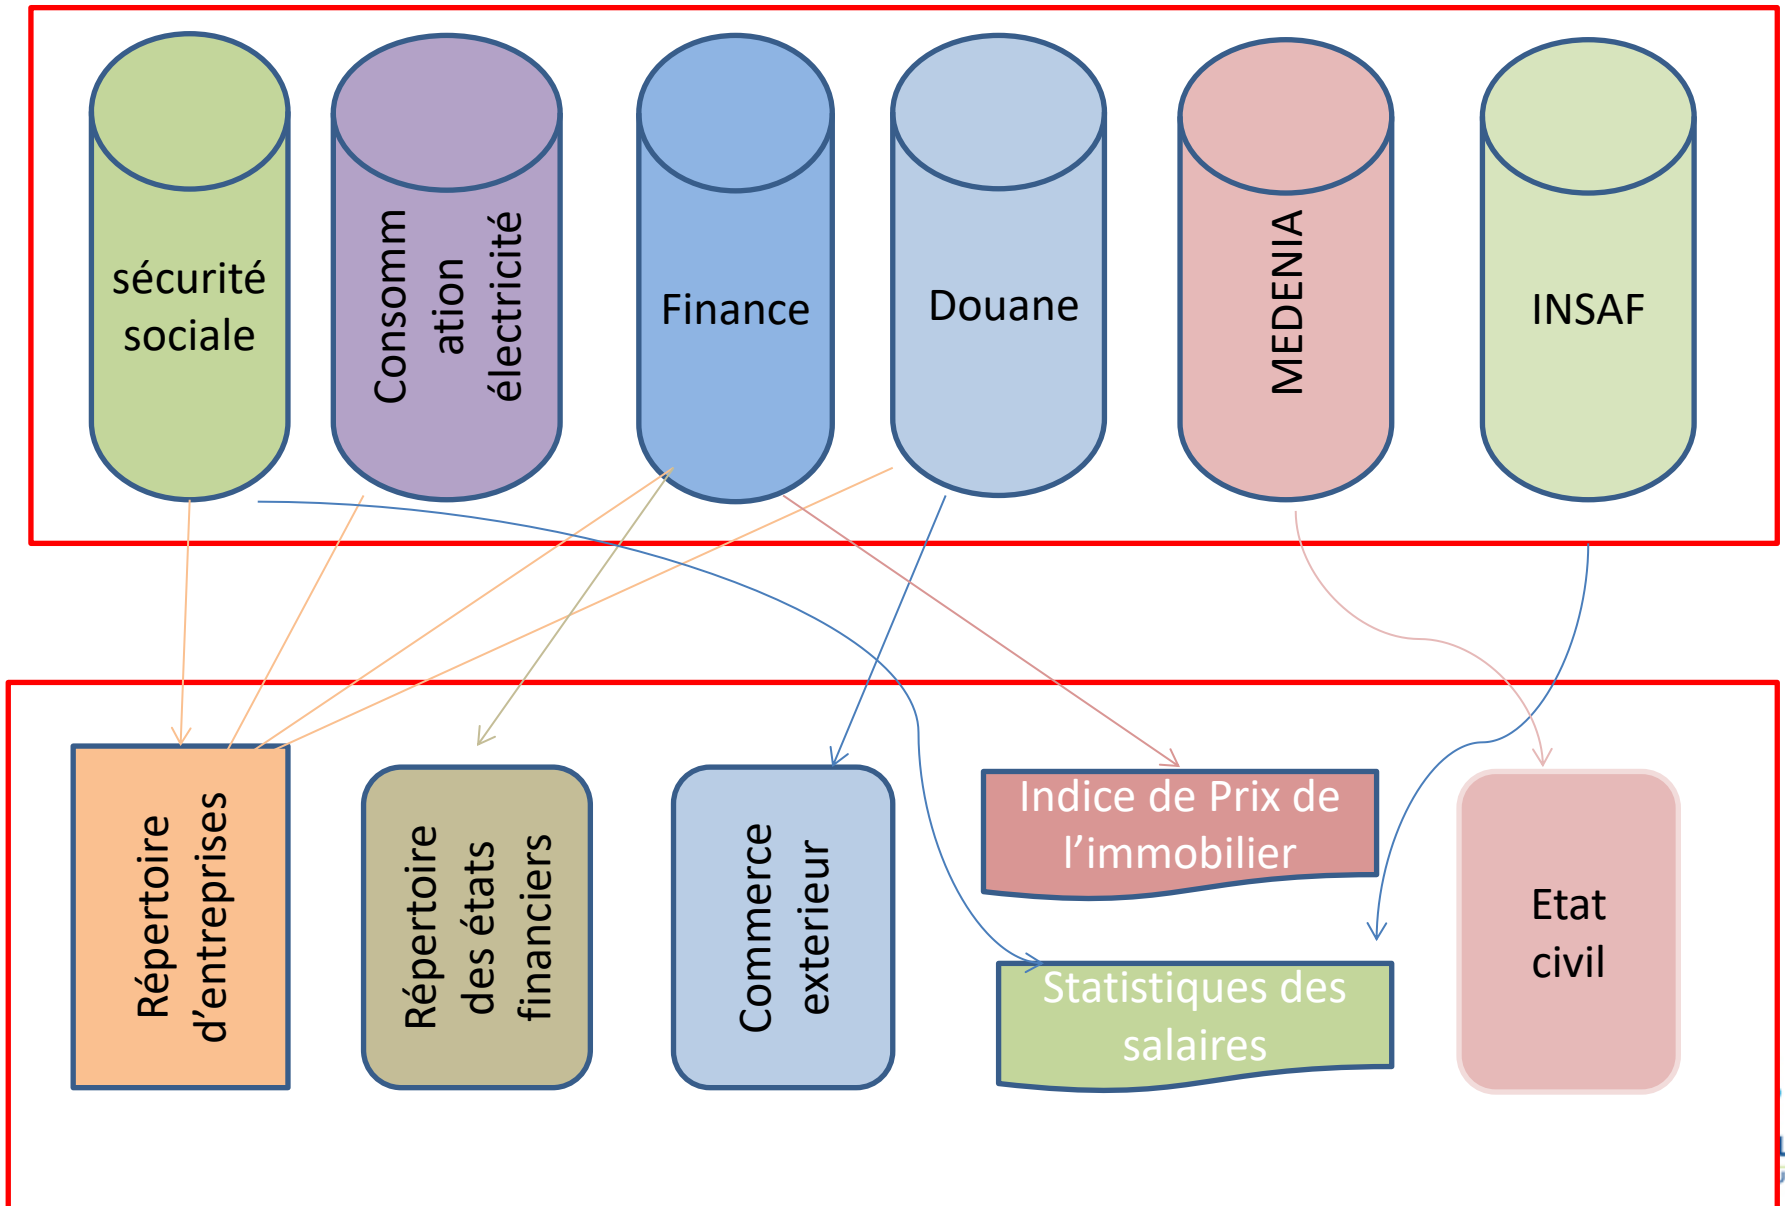 sécurité
sociale
Consomm
ation
électricité
Finance
Douane
MEDENIA
INSAF
Répertoire
d'entreprises
Répertoire
des états
financiers
Commerce
exterieur
Indice de Prix de
l'immobilier
Statistiques des
salaires
Etat
civil